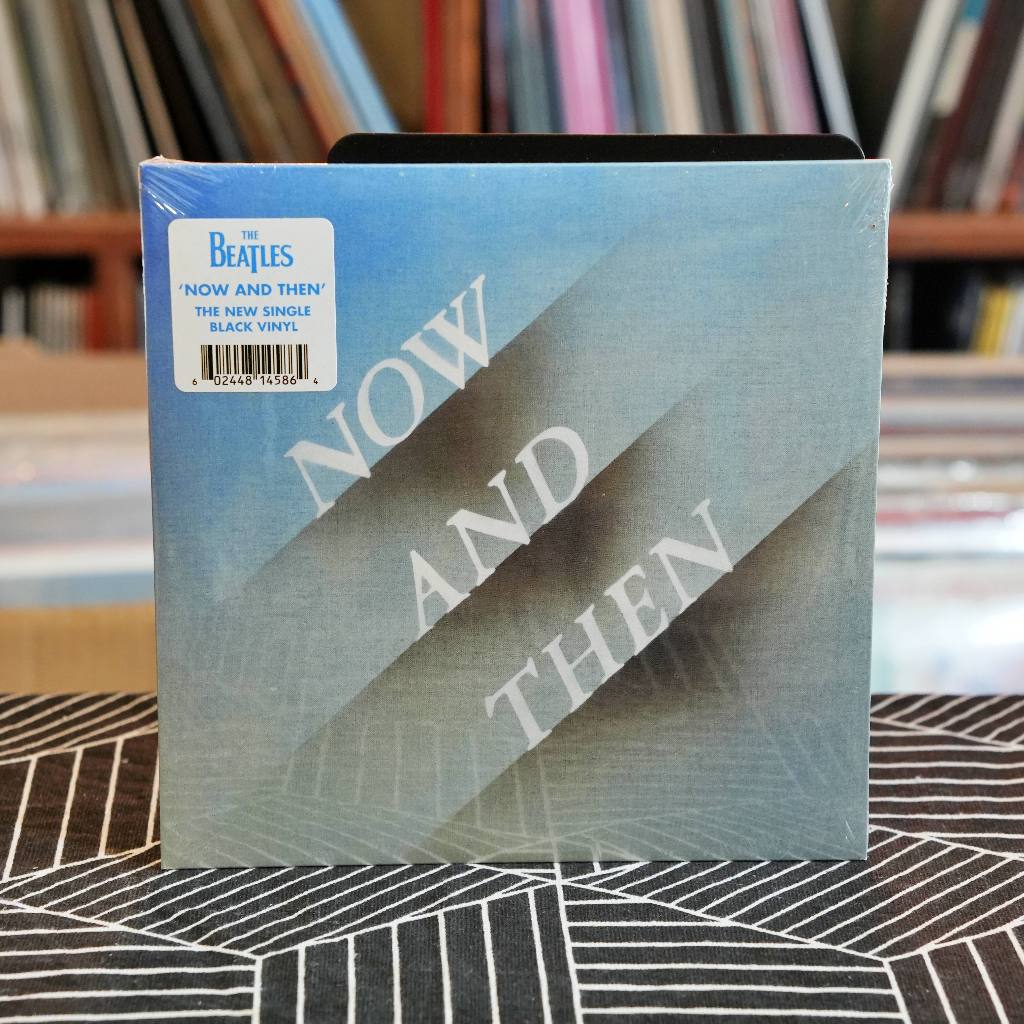 THE
BEATLES
‘NOW AND THEN’
THE NEW SINGLE
BLACK VINYL
6 02448 14586 4
NOW
AND
THEN